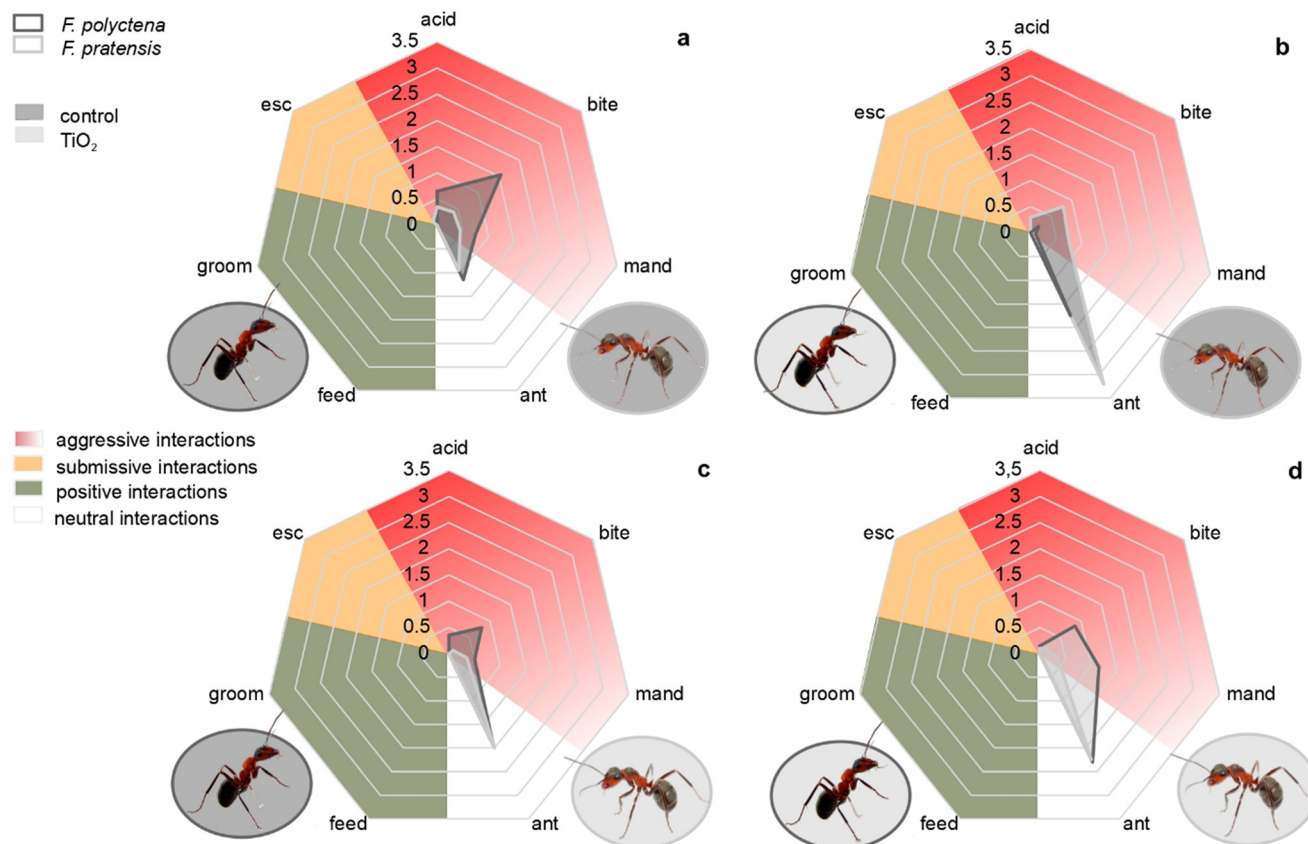 F. polyctena
F. pratensis
control
TiO₂
a
acid
3.5
3
2.5
2
1.5
1
0.5
0
esc
bite
groom
mand
feed
ant
b
acid
3.5
3
2.5
2
1.5
1
0.5
0
esc
bite
groom
mand
feed
ant
aggressive interactions
submissive interactions
positive interactions
neutral interactions
c
acid
3.5
3
2.5
2
1.5
1
0.5
0
esc
bite
groom
mand
feed
ant
d
acid
3,5
3
2.5
2
1.5
1
0.5
0
esc
bite
groom
mand
feed
ant